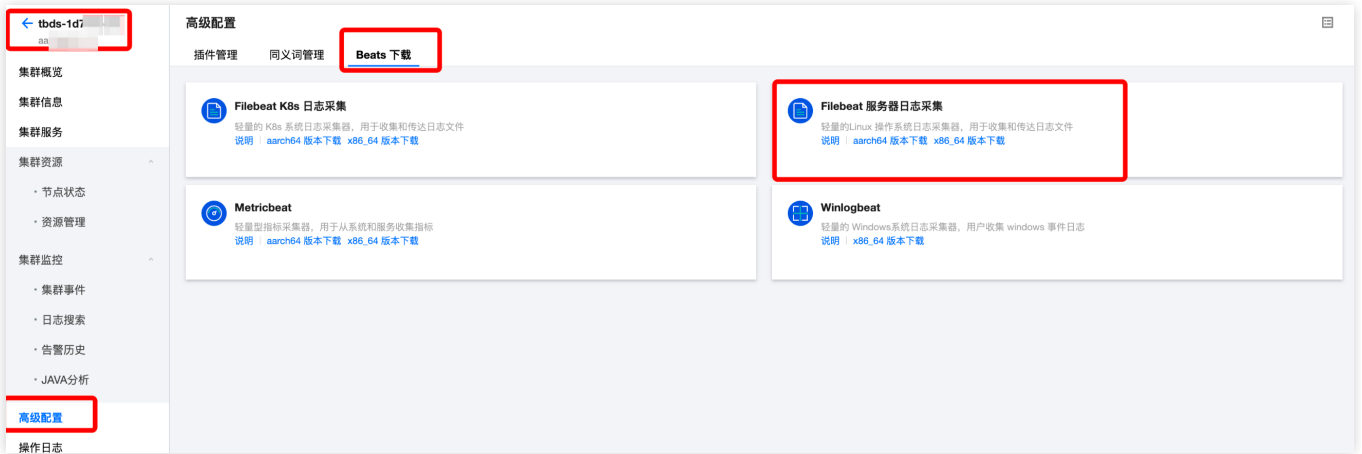 tbds-1d7
aa
集群概览
集群信息
集群服务
集群资源
节点状态
资源管理
集群监控
集群事件
日志搜索
告警历史
JAVA分析
高级配置
操作日志
高级配置
插件管理 同义词管理 Beats 下载
Filebeat K8s 日志采集
轻量的 K8s 系统日志采集器，用于收集和传达日志文件
说明 aarch64 版本下载 x86_64 版本下载
Filebeat 服务器日志采集
轻量的Linux 操作系统日志采集器，用于收集和传达日志文件
说明 aarch64 版本下载 x86_64 版本下载
Metricbeat
轻量型指标采集器，用于从系统和服务收集指标
说明 aarch64 版本下载 x86_64 版本下载
Winlogbeat
轻量的 Windows系统日志采集器，用户收集 windows 事件日志
说明 x86_64 版本下载